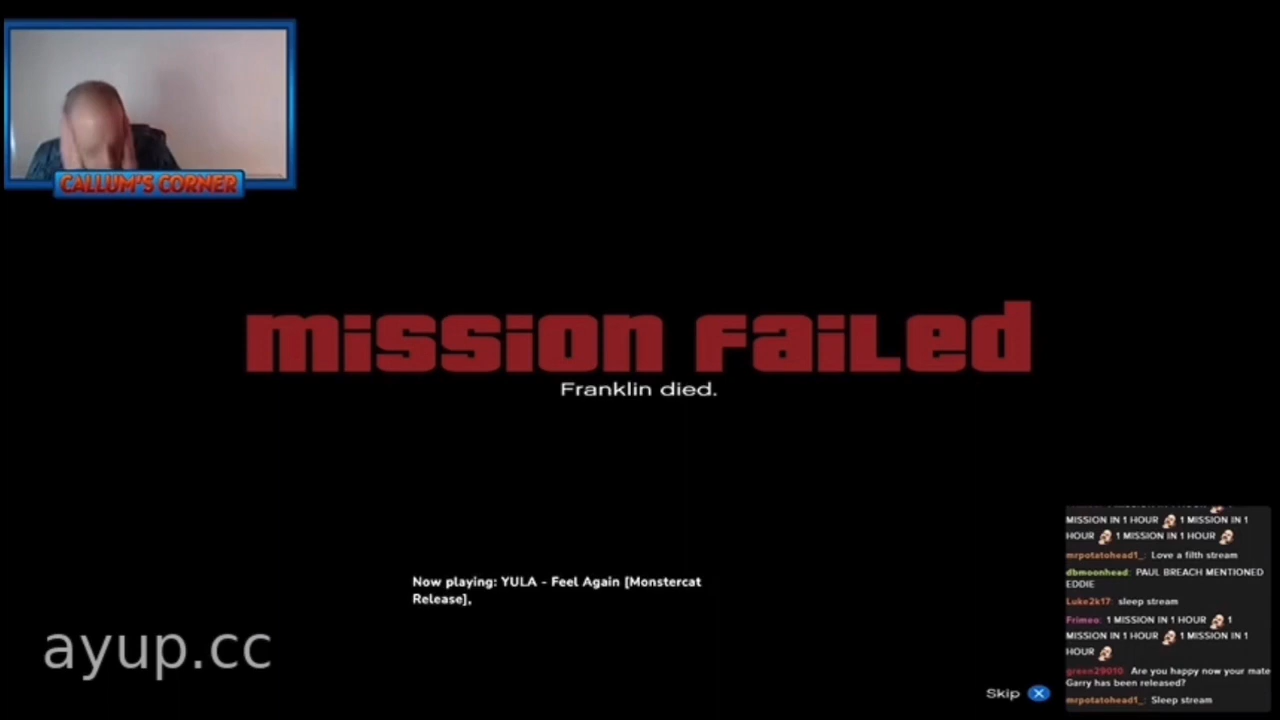 CALLUM'S CORNER
mission failed
Franklin died.
Now playing: YULA - Feel Again [Monstercat
Release],
ayup.cc
Skip
MISSION IN 1 HOUR 1 MISSION IN 1
HOUR 1 MISSION IN 1 HOUR
mrpotatohead1_: Love a filth stream
dbmoonhead: PAUL BREACH MENTIONED
EDDIE
Luke2k17: sleep stream
Frimeo: 1 MISSION IN 1 HOUR 1
MISSION IN 1 HOUR 1 MISSION IN 1
HOUR
green29010: Are you happy now your mate
Garry has been released?
mrpotatohead1_: Sleep stream